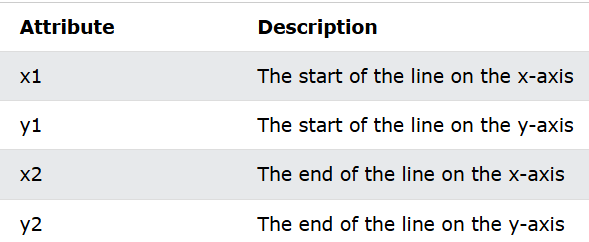 Attribute Description
x1 The start of the line on the x-axis
y1 The start of the line on the y-axis
x2 The end of the line on the x-axis
y2 The end of the line on the y-axis